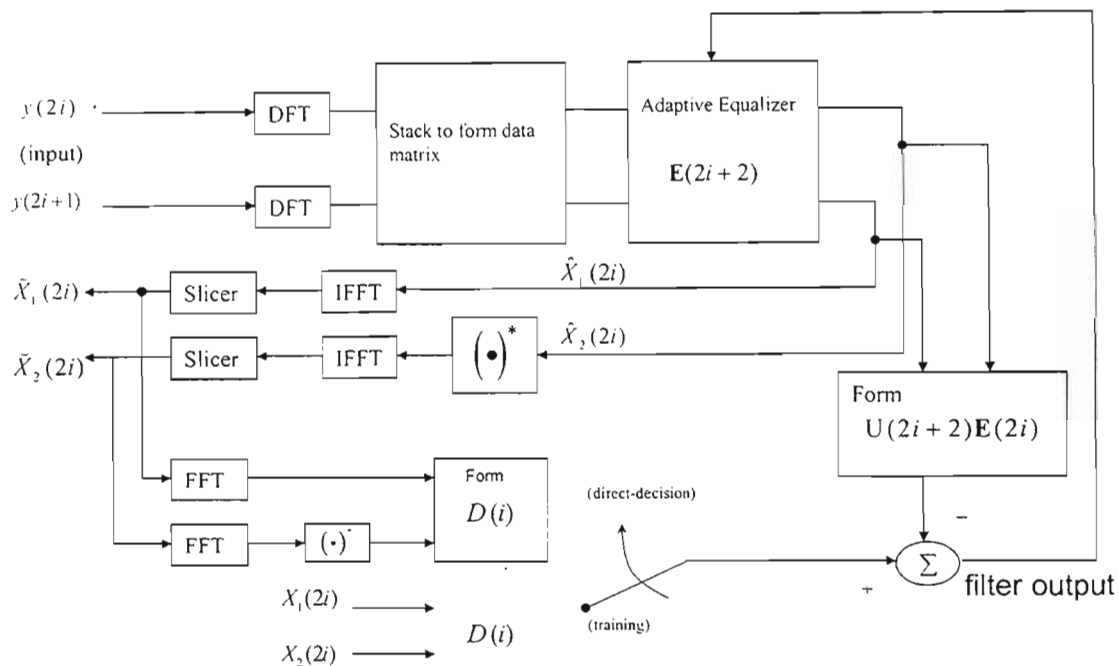 y(2i)
(input)
y(2i+1)
DFT
DFT
Stack to form data
matrix
Adaptive Equalizer
E(2i+2)
X̃₁(2i)
Slicer
IFFT
X̂₁(2i)
X̃₂(2i)
Slicer
IFFT
(•)*
X̂₂(2i)
Form
U(2i+2)E(2i)
FFT
FFT
(·)*
Form
D(i)
(direct-decision)
(training)
−
+
Σ
filter output
X₁(2i)
X₂(2i)
D(i)